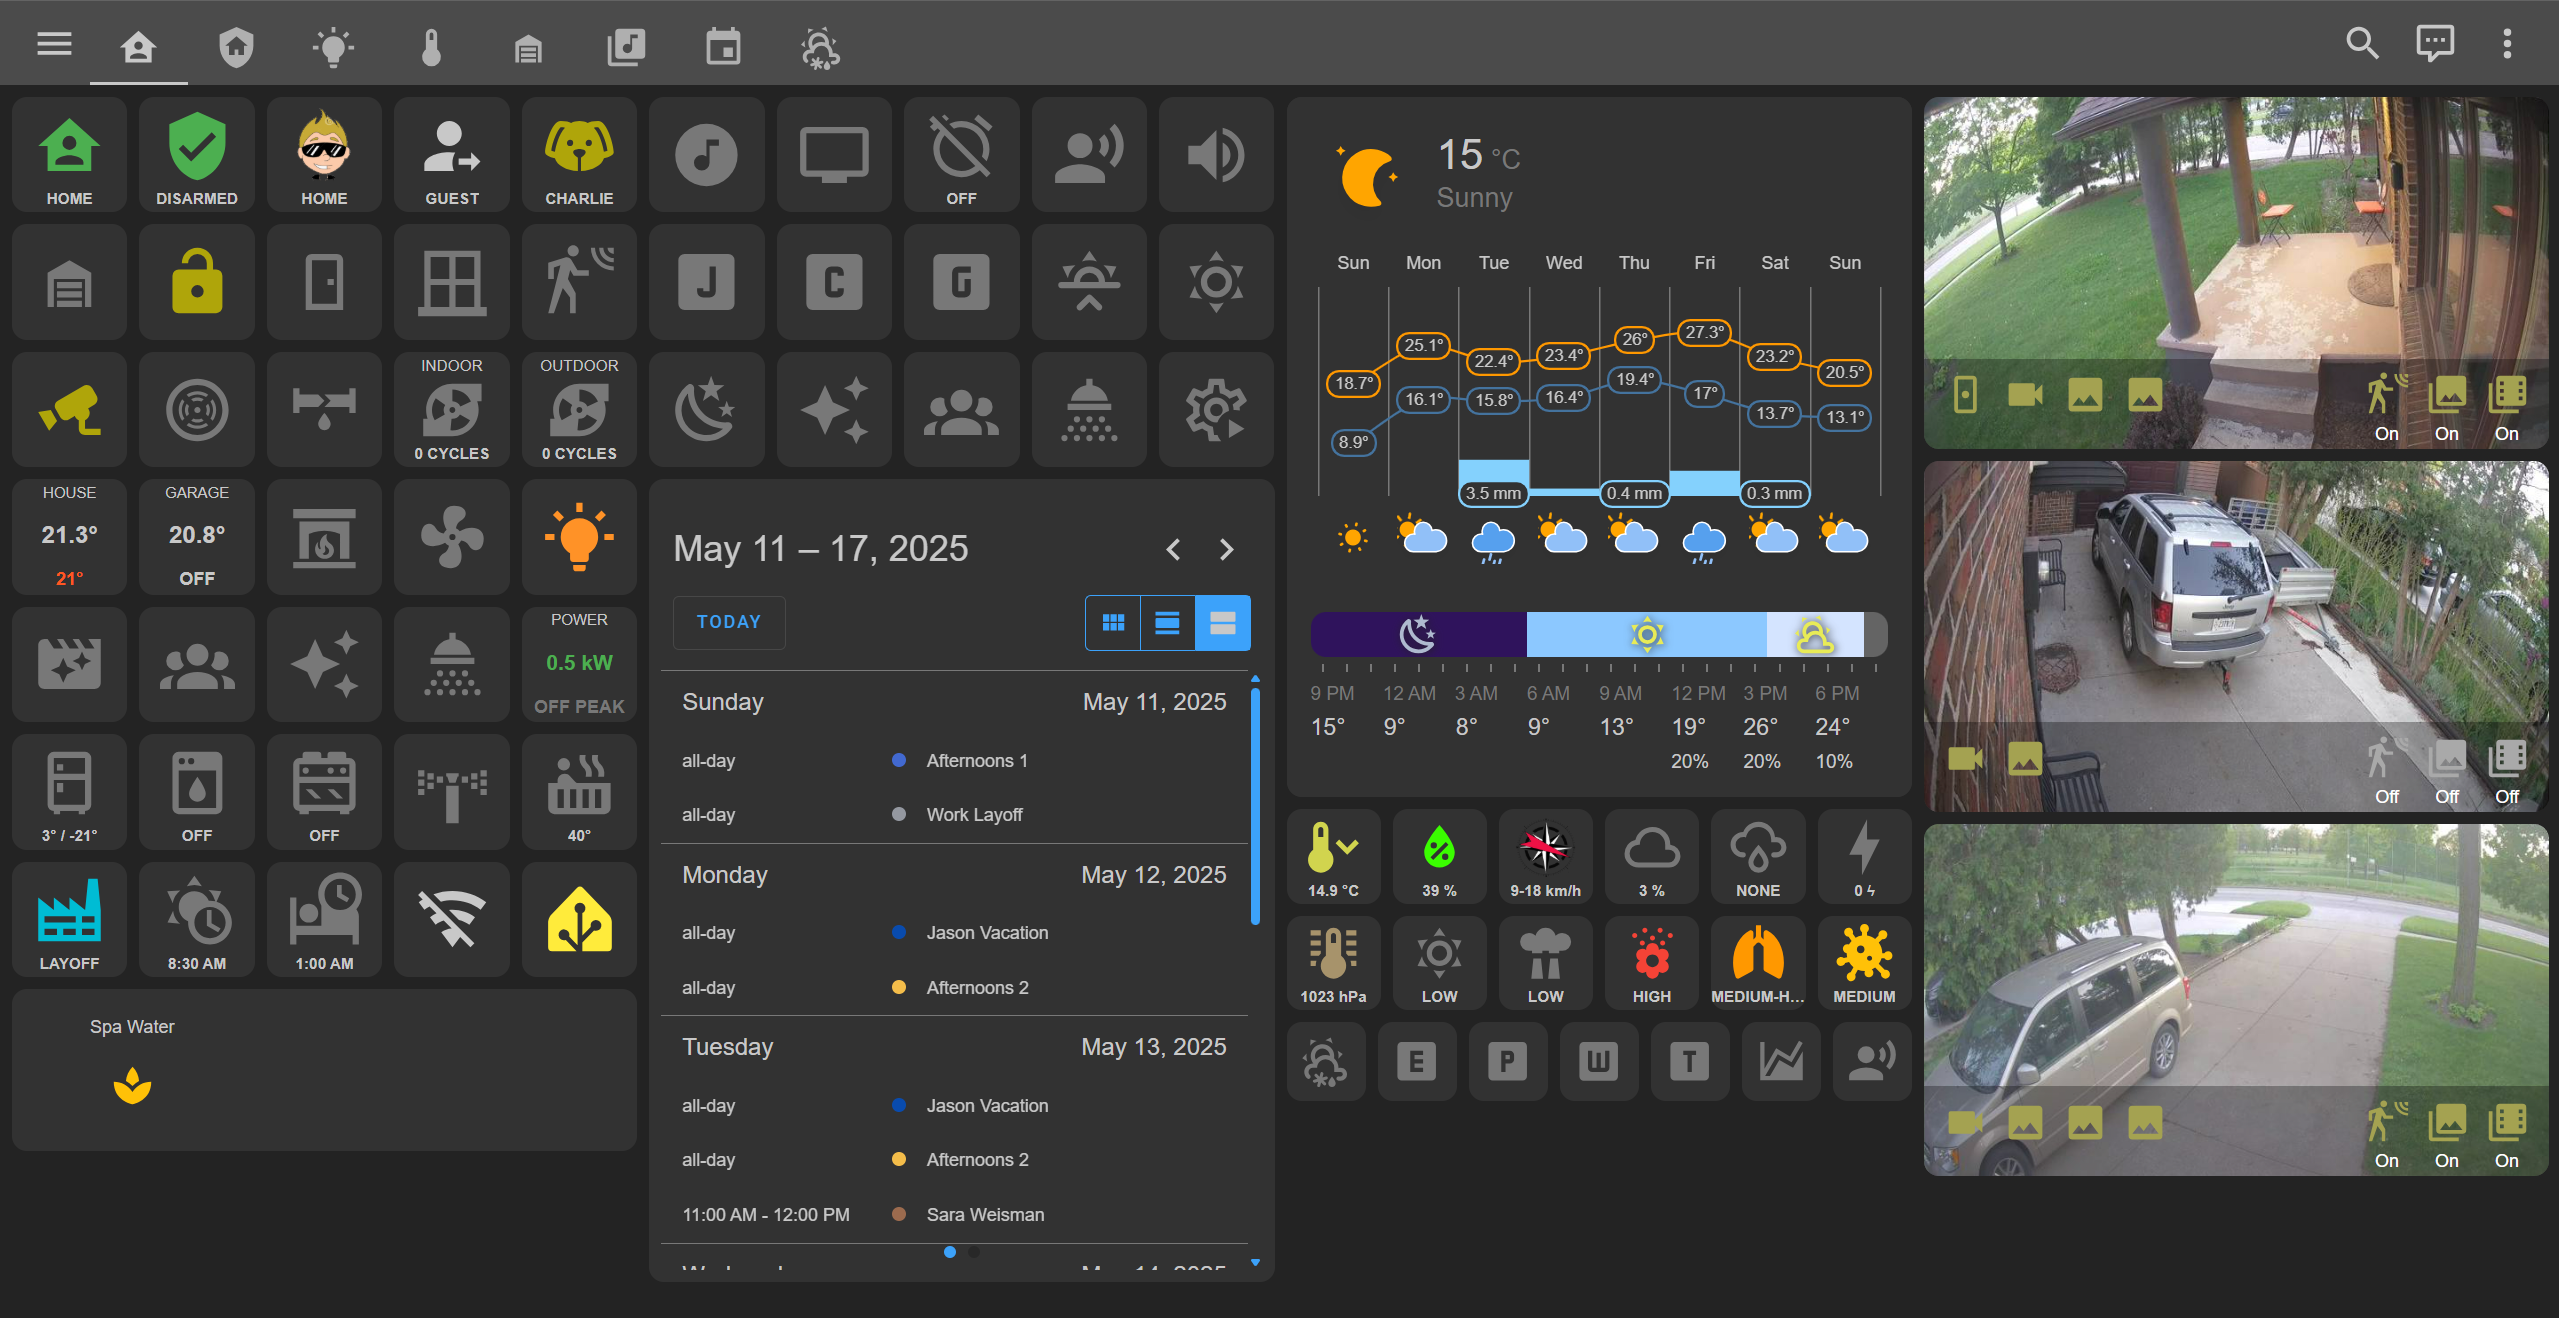 HOME
DISARMED
HOME
GUEST
CHARLIE
OFF
J
C
G
INDOOR
0 CYCLES
OUTDOOR
0 CYCLES
HOUSE
21.3°
21°
GARAGE
20.8°
OFF
POWER
0.5 kW
OFF PEAK
3° / -21°
OFF
OFF
40°
LAYOFF
8:30 AM
1:00 AM
Spa Water
May 11 – 17, 2025
TODAY
Sunday May 11, 2025
all-day Afternoons 1
all-day Work Layoff
Monday May 12, 2025
all-day Jason Vacation
all-day Afternoons 2
Tuesday May 13, 2025
all-day Jason Vacation
all-day Afternoons 2
11:00 AM - 12:00 PM Sara Weisman
15 °C
Sunny
Sun Mon Tue Wed Thu Fri Sat Sun
18.7° 25.1° 22.4° 23.4° 26° 27.3° 23.2° 20.5°
8.9° 16.1° 15.8° 16.4° 19.4° 17° 13.7° 13.1°
3.5 mm 0.4 mm 0.3 mm
9 PM 12 AM 3 AM 6 AM 9 AM 12 PM 3 PM 6 PM
15° 9° 8° 9° 13° 19° 26° 24°
20% 20% 10%
14.9 °C
39 %
9-18 km/h
3 %
NONE
0
1023 hPa
LOW
LOW
HIGH
MEDIUM-H...
MEDIUM
E
P
W
T
On On On
Off Off Off
On On On